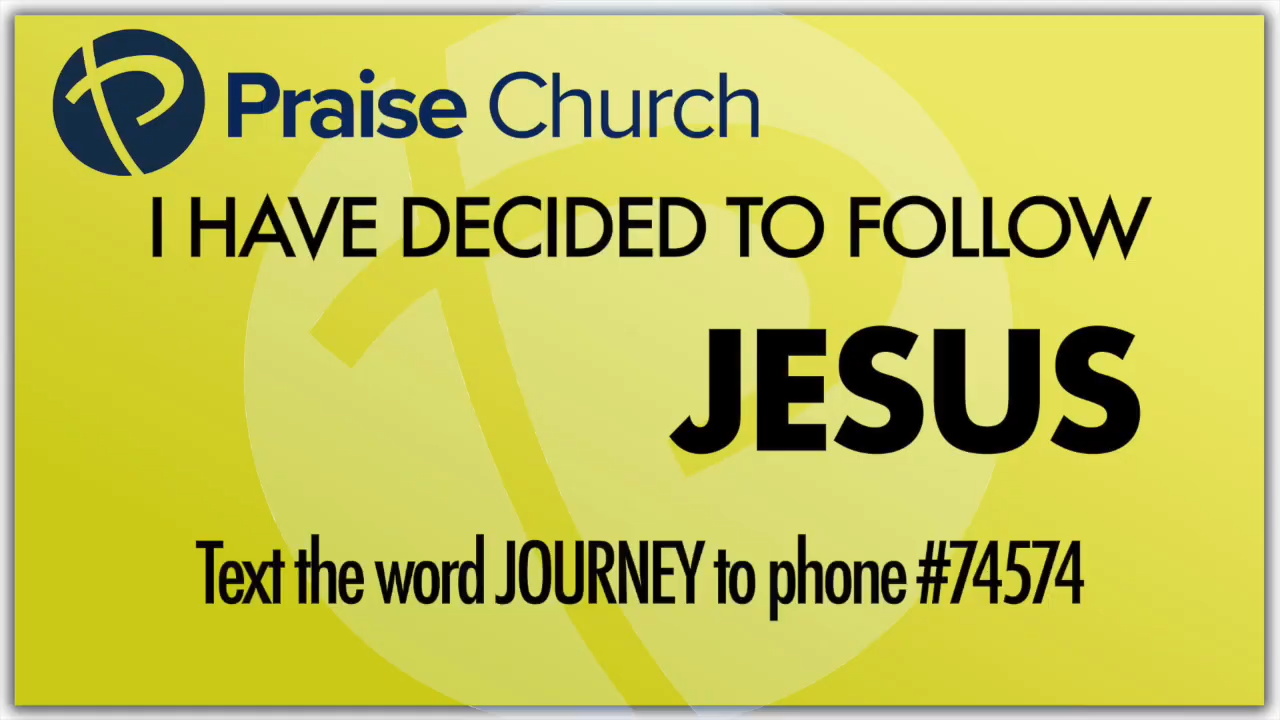 Praise Church
I HAVE DECIDED TO FOLLOW
JESUS
Text the word JOURNEY to phone #74574